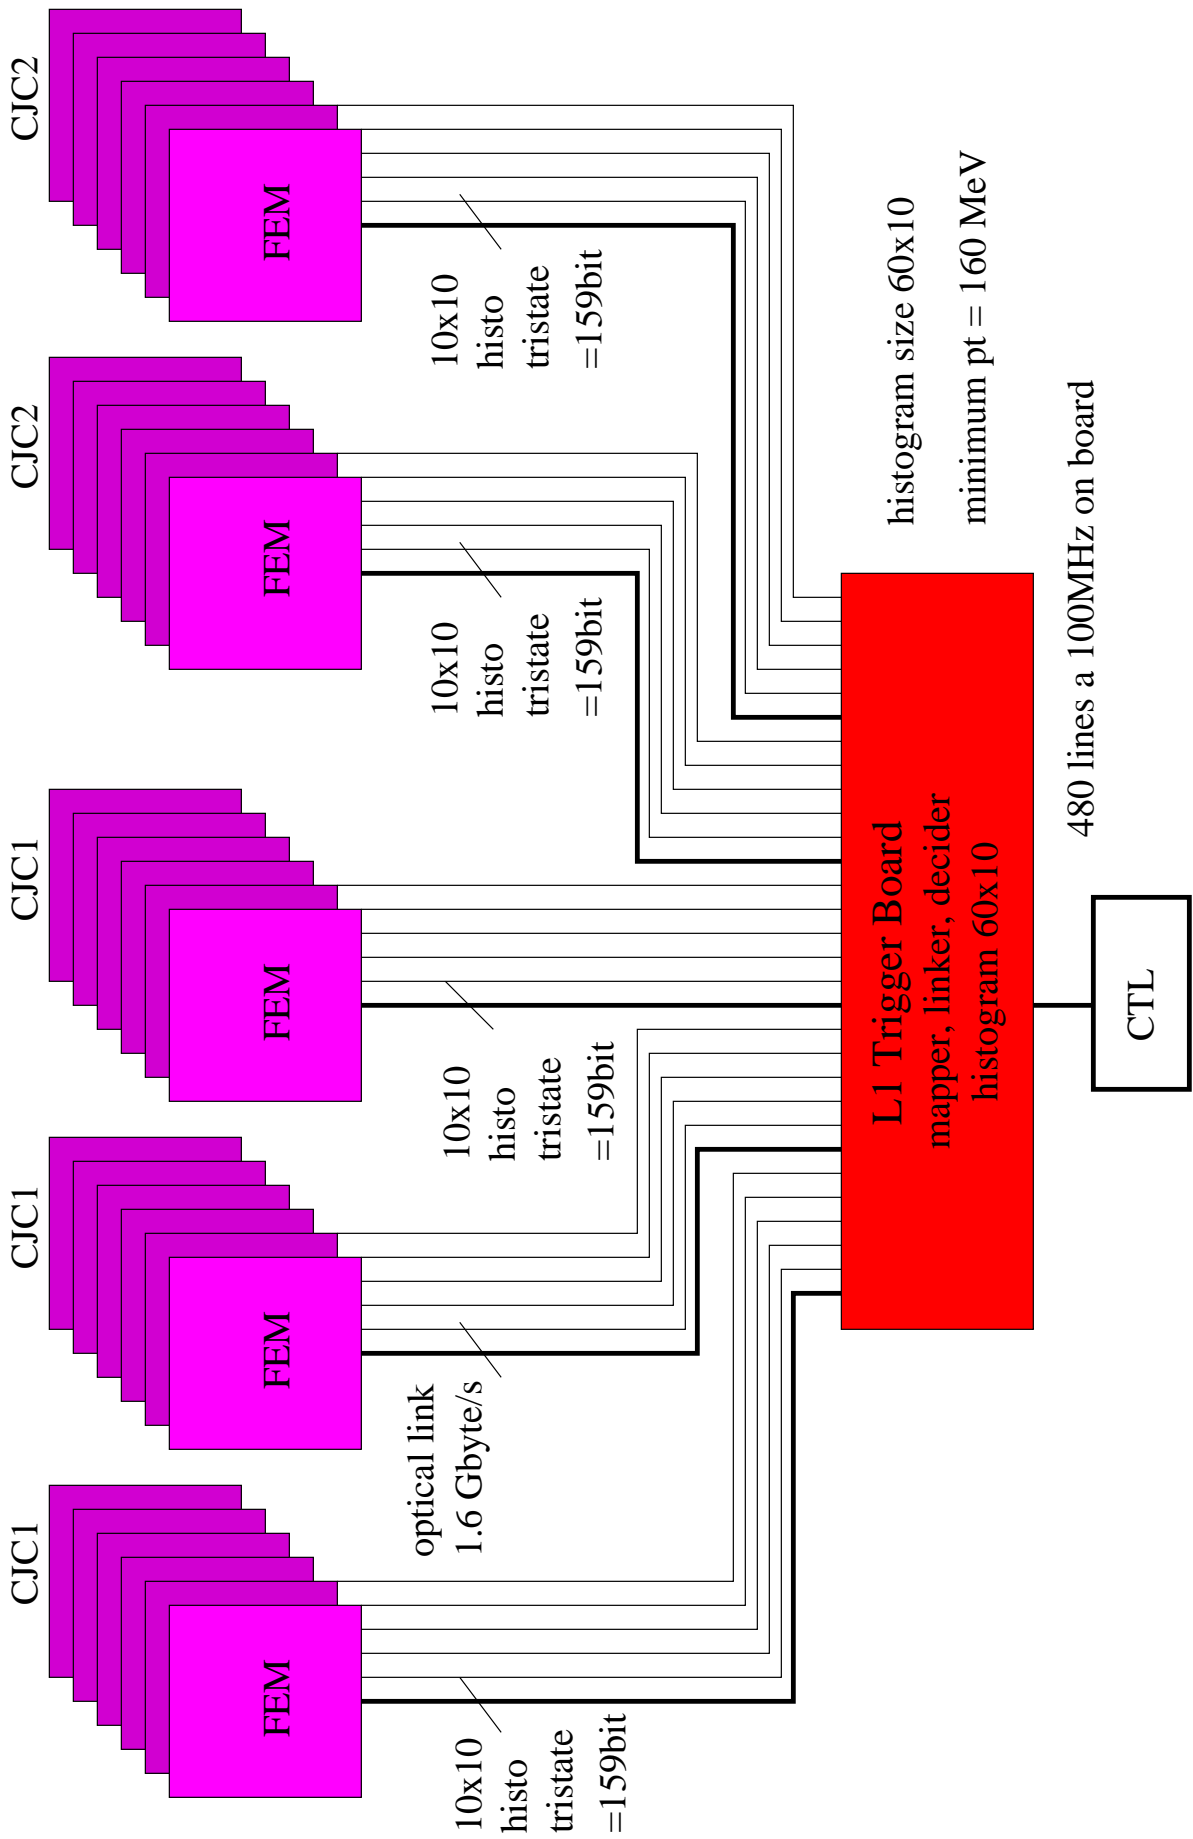 CJC1
CJC1
CJC1
CJC2
CJC2
FEM
FEM
FEM
FEM
FEM
10x10
histo
tristate
=159bit
optical link
1.6 Gbyte/s
10x10
histo
tristate
=159bit
10x10
histo
tristate
=159bit
10x10
histo
tristate
=159bit
L1 Trigger Board
mapper, linker, decider
histogram 60x10
histogram size 60x10
minimum pt = 160 MeV
480 lines a 100MHz on board
CTL